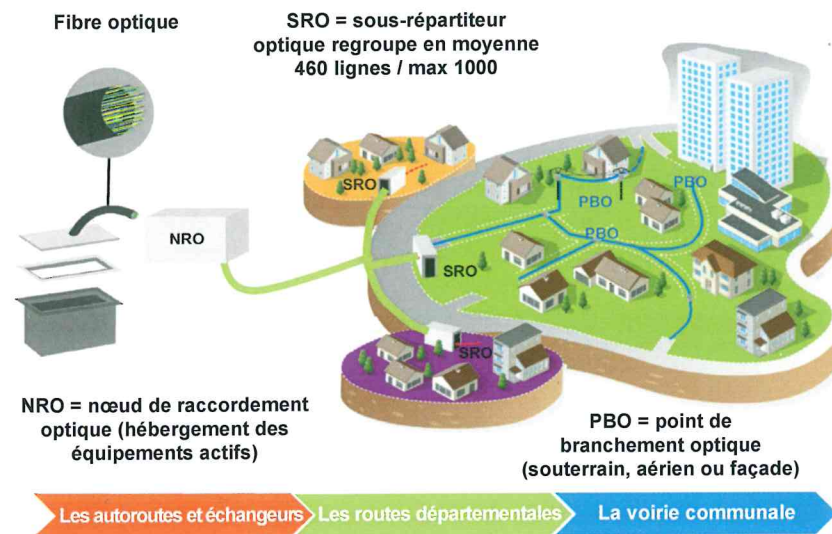 Fibre optique
SRO = sous-répartiteur
optique regroupe en moyenne
460 lignes / max 1000
SRO
PBO
PBO
PBO
NRO
SRO
SRO
NRO = nœud de raccordement
optique (hébergement des
équipements actifs)
PBO = point de
branchement optique
(souterrain, aérien ou façade)
Les autoroutes et échangeurs
Les routes départementales
La voirie communale